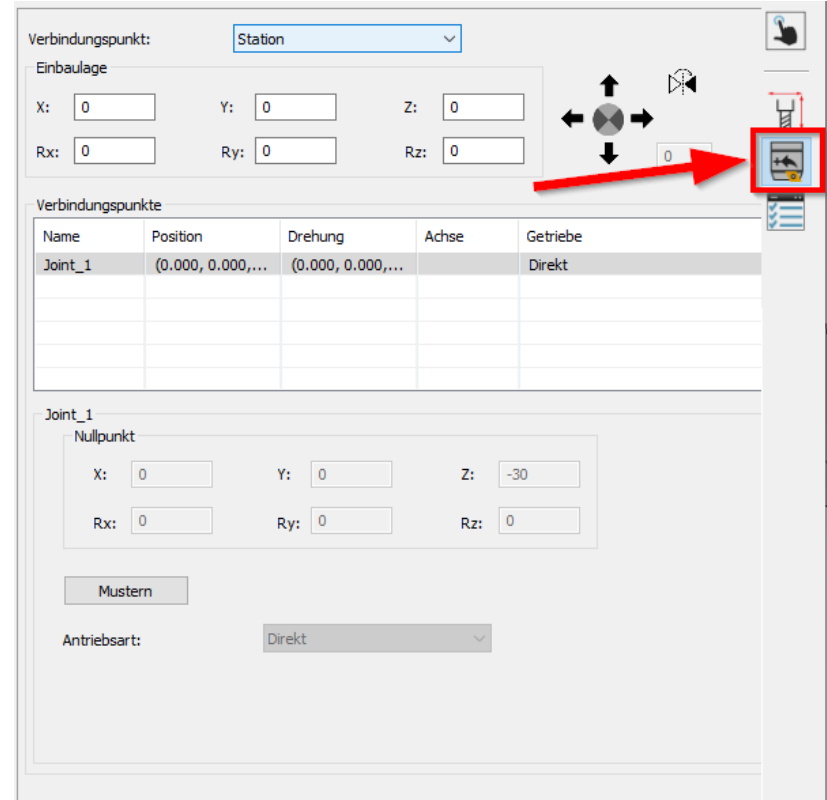 Verbindungspunkt: Station
Einbaulage
X: 0 Y: 0 Z: 0
Rx: 0 Ry: 0 Rz: 0
0
Verbindungspunkte
Name Position Drehung Achse Getriebe
Joint_1 (0.000, 0.000,... (0.000, 0.000,... Direkt
Joint_1
Nullpunkt
X: 0 Y: 0 Z: -30
Rx: 0 Ry: 0 Rz: 0
Mustern
Antriebsart: Direkt